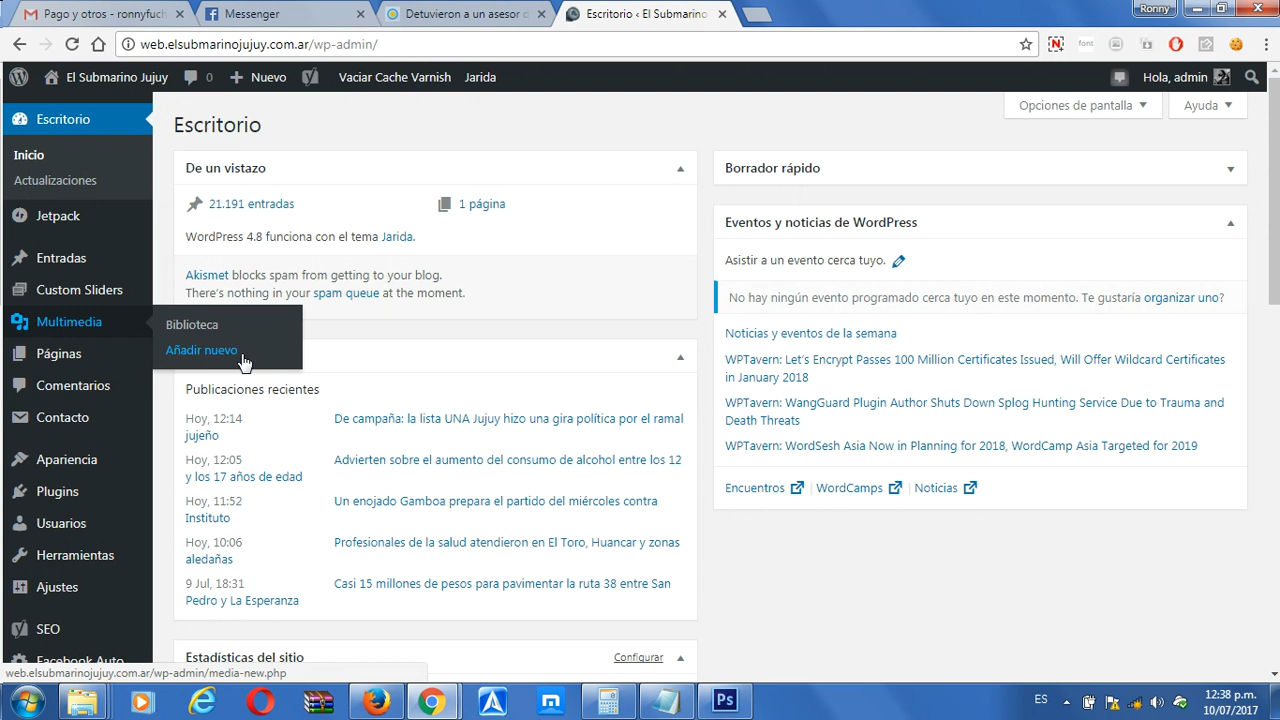 Pago y otros - ronnyfuch
Messenger
Detuvieron a un asesor d
Escritorio ‹ El Submarino
Ronny
web.elsubmarinojujuy.com.ar/wp-admin/
font
El Submarino Jujuy
0
Nuevo
Vaciar Cache Varnish
Jarida
Hola, admin
Escritorio
Inicio
Actualizaciones
Jetpack
Entradas
Custom Sliders
Multimedia
Páginas
Comentarios
Contacto
Apariencia
Plugins
Usuarios
Herramientas
Ajustes
SEO
Facebook Auto
Biblioteca
Añadir nuevo
Opciones de pantalla
Ayuda
Escritorio
De un vistazo
21.191 entradas
1 página
WordPress 4.8 funciona con el tema Jarida.
Akismet blocks spam from getting to your blog.
There's nothing in your spam queue at the moment.
Publicaciones recientes
Hoy, 12:14 De campaña: la lista UNA Jujuy hizo una gira política por el ramal
jujeño
Hoy, 12:05 Advierten sobre el aumento del consumo de alcohol entre los 12
y los 17 años de edad
Hoy, 11:52 Un enojado Gamboa prepara el partido del miércoles contra
Instituto
Hoy, 10:06 Profesionales de la salud atendieron en El Toro, Huancar y zonas
aledañas
9 Jul, 18:31 Casi 15 millones de pesos para pavimentar la ruta 38 entre San
Pedro y La Esperanza
Estadísticas del sitio
Configurar
Borrador rápido
Eventos y noticias de WordPress
Asistir a un evento cerca tuyo.
No hay ningún evento programado cerca tuyo en este momento. Te gustaría organizar uno?
Noticias y eventos de la semana
WPTavern: Let's Encrypt Passes 100 Million Certificates Issued, Will Offer Wildcard Certificates
in January 2018
WPTavern: WangGuard Plugin Author Shuts Down Splog Hunting Service Due to Trauma and
Death Threats
WPTavern: WordSesh Asia Now in Planning for 2018, WordCamp Asia Targeted for 2019
Encuentros
WordCamps
Noticias
web.elsubmarinojujuy.com.ar/wp-admin/media-new.php
Ps
ES
12:38 p.m.
10/07/2017